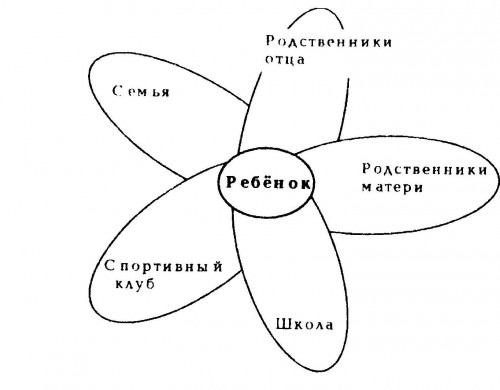 Родственники
отца
Семья
Родственники
матери
Ребёнок
Спортивный
клуб
Школа